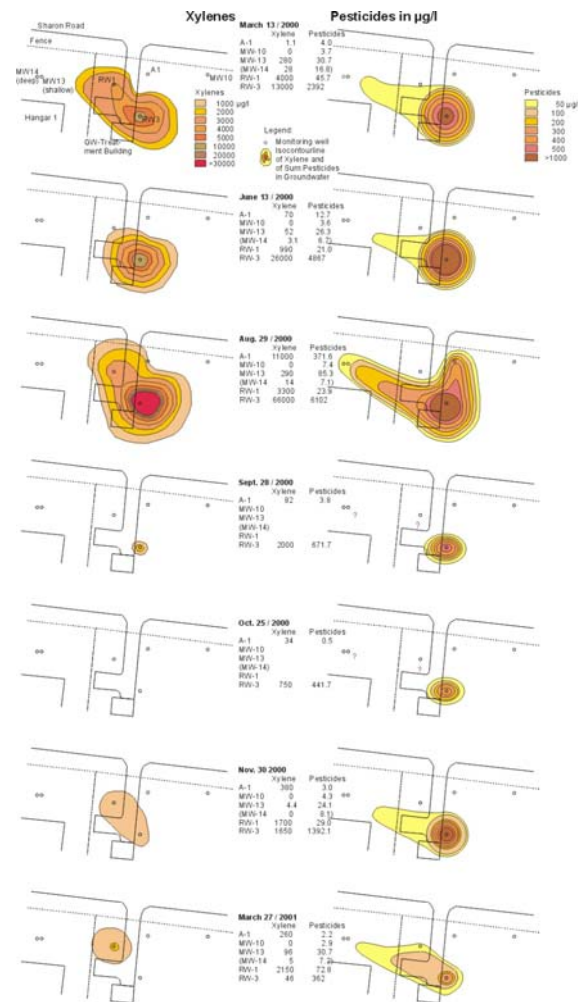 Xylenes
Pesticides in µg/l
Sharon Road
Fence
MW14
(deep)
MW13
(shallow)
RW1
A1
MW10
RW3
Hangar 1
GW-Treat-
ment Building
Xylenes
1000 µg/l
2000
3000
4000
5000
10000
20000
>30000
Legend:
Monitoring well
Isocontourline
of Xylene and
of Sum Pesticides
in Groundwater
Pesticides
50 µg/l
100
200
300
400
500
>1000
March 13 / 2000
Xylene Pesticides
A-1 1.1 4.0
MW-10 0 3.7
MW-13 280 30.7
(MW-14 28 16.8)
RW-1 4000 45.7
RW-3 13000 2392
June 13 / 2000
Xylene Pesticides
A-1 70 12.7
MW-10 0 3.6
MW-13 52 26.3
(MW-14 3.1 6.7)
RW-1 990 21.0
RW-3 26000 4867
Aug. 29 / 2000
Xylene Pesticides
A-1 11000 371.6
MW-10 0 7.4
MW-13 290 85.3
(MW-14 14 7.1)
RW-1 3300 23.9
RW-3 66000 6102
Sept. 28 / 2000
Xylene Pesticides
A-1 82 3.8
MW-10
MW-13
(MW-14)
RW-1
RW-3 2000 671.7
?
?
Oct. 25 / 2000
Xylene Pesticides
A-1 34 0.5
MW-10
MW-13
(MW-14)
RW-1
RW-3 750 441.7
?
?
Nov. 30 2000
Xylene Pesticides
A-1 380 3.0
MW-10 0 4.3
MW-13 4.4 24.1
(MW-14 0 8.1)
RW-1 1700 29.0
RW-3 1650 1392.1
March 27 / 2001
Xylene Pesticides
A-1 260 2.2
MW-10 0 2.9
MW-13 96 30.7
(MW-14 5 7.2)
RW-1 2150 72.8
RW-3 46 362